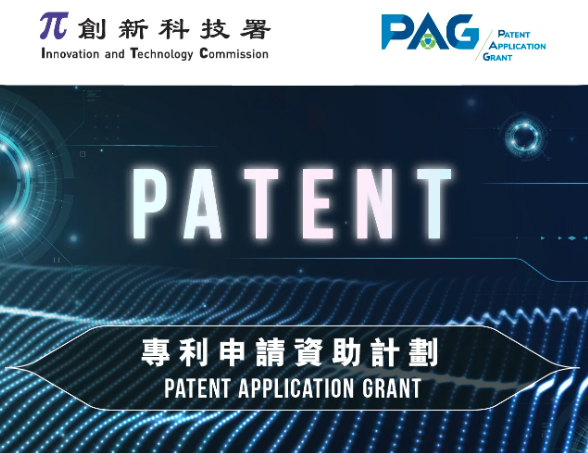 創新科技署
Innovation and Technology Commission
PAG
PATENT
APPLICATION
GRANT
PATENT
專利申請資助計劃
PATENT APPLICATION GRANT